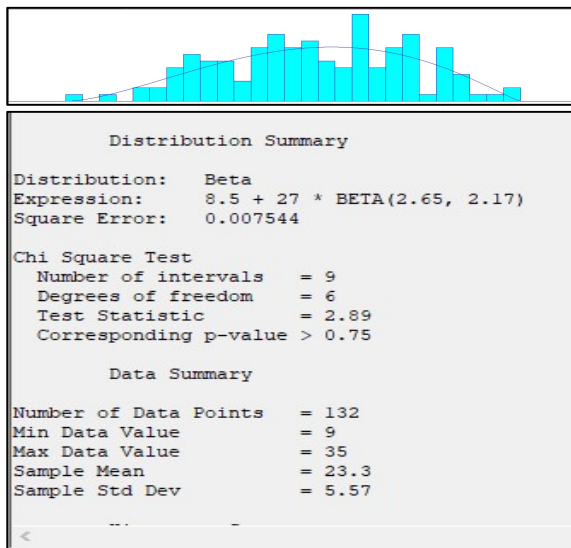 Distribution Summary
Distribution: Beta
Expression: 8.5 + 27 * BETA(2.65, 2.17)
Square Error: 0.007544
Chi Square Test
Number of intervals = 9
Degrees of freedom = 6
Test Statistic = 2.89
Corresponding p-value > 0.75
Data Summary
Number of Data Points = 132
Min Data Value = 9
Max Data Value = 35
Sample Mean = 23.3
Sample Std Dev = 5.57